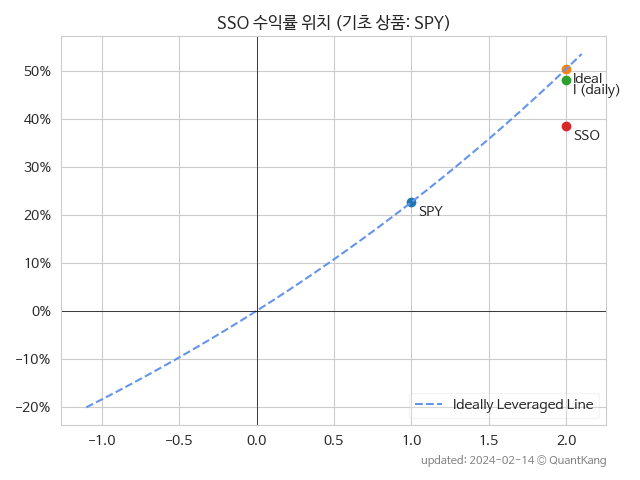 SSO 수익률 위치 (기초 상품: SPY)
50%
40%
30%
20%
10%
0%
−10%
−20%
Ideal
I (daily)
SSO
SPY
Ideally Leveraged Line
−1.0 −0.5 0.0 0.5 1.0 1.5 2.0
updated: 2024-02-14 © QuantKang